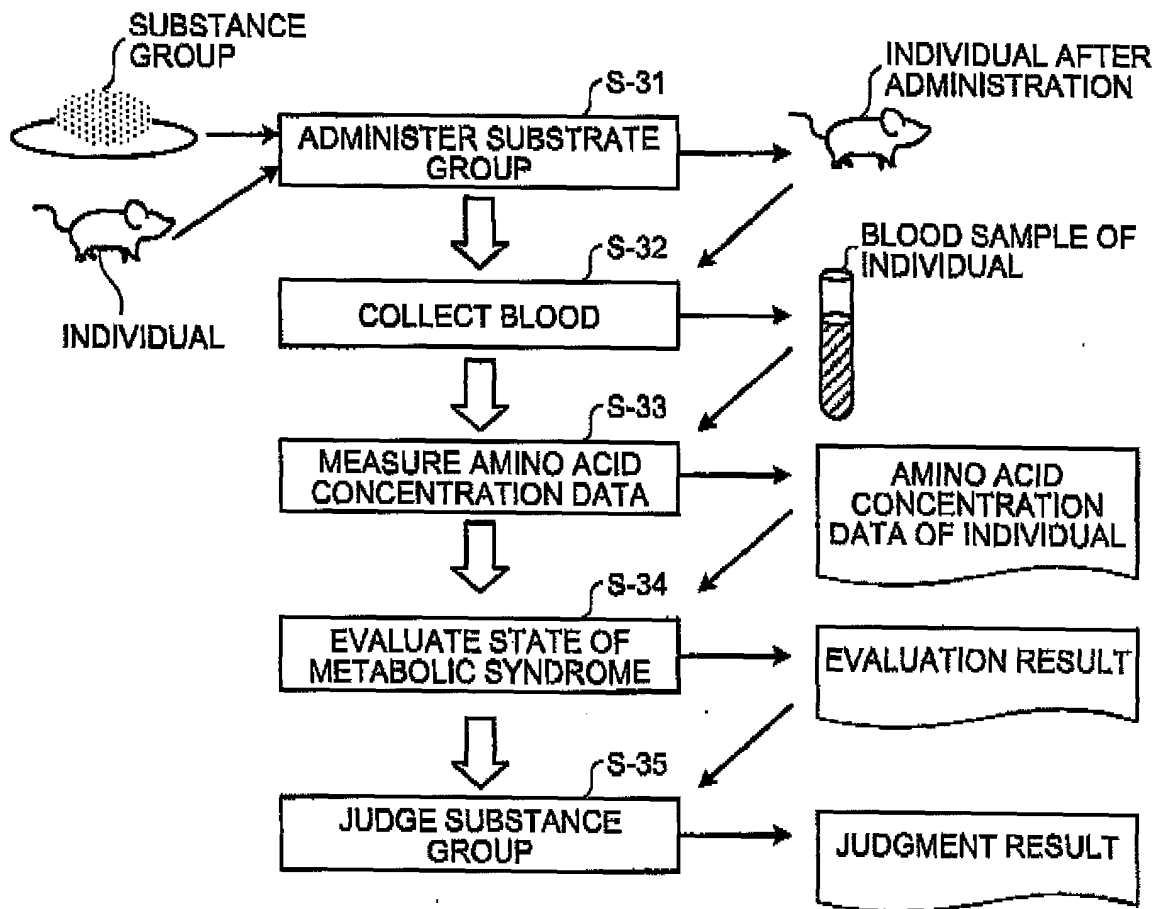 SUBSTANCE
GROUP
INDIVIDUAL AFTER
ADMINISTRATION
S-31
ADMINISTER SUBSTRATE
GROUP
INDIVIDUAL
S-32
COLLECT BLOOD
BLOOD SAMPLE OF
INDIVIDUAL
S-33
MEASURE AMINO ACID
CONCENTRATION DATA
AMINO ACID
CONCENTRATION
DATA OF INDIVIDUAL
S-34
EVALUATE STATE OF
METABOLIC SYNDROME
EVALUATION RESULT
S-35
JUDGE SUBSTANCE
GROUP
JUDGMENT RESULT